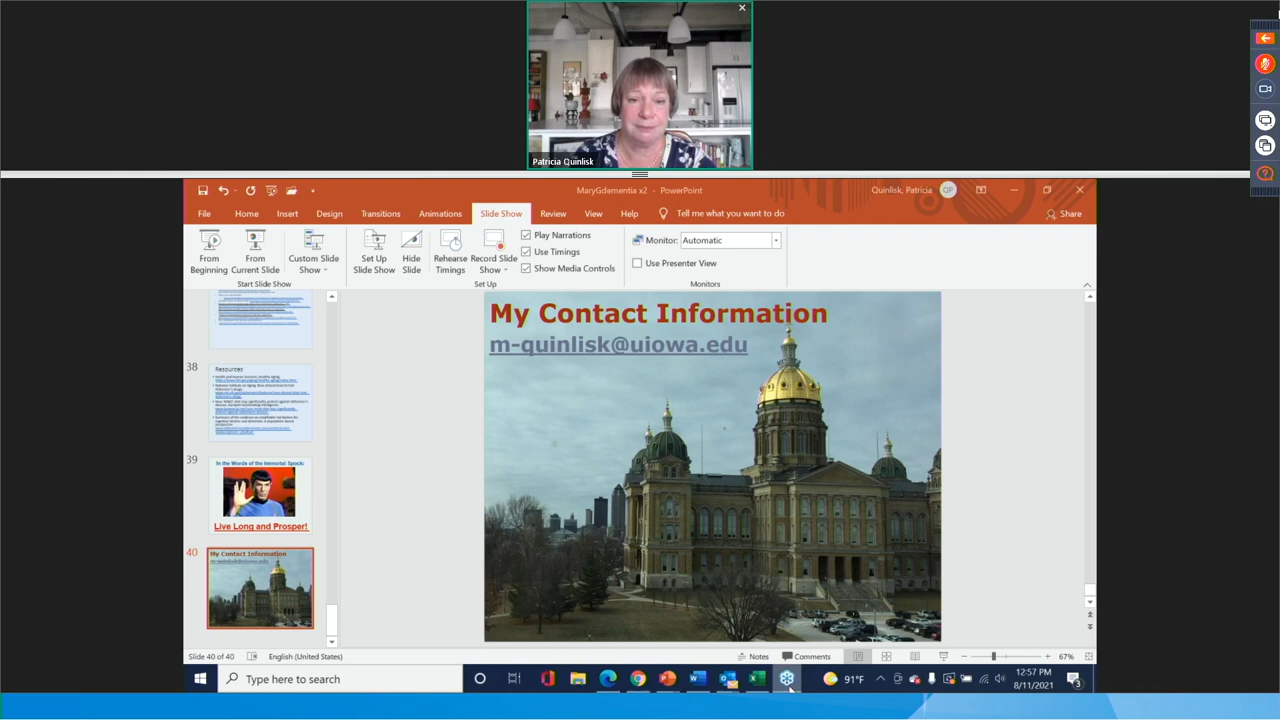 Patricia Quinlisk
MaryGdementia x2 - PowerPoint
Quinlisk, Patricia
QP
File
Home
Insert
Design
Transitions
Animations
Slide Show
Review
View
Help
Tell me what you want to do
Share
From
Beginning
From
Current Slide
Custom Slide
Show
Start Slide Show
Set Up
Slide Show
Hide
Slide
Rehearse
Timings
Record Slide
Show
Play Narrations
Use Timings
Show Media Controls
Set Up
Monitor: Automatic
Use Presenter View
Monitors
38
Resources
39
In the Words of the Immortal Spock:
Live Long and Prosper!
40
My Contact Information
m-quinlisk@uiowa.edu
My Contact Information
m-quinlisk@uiowa.edu
Slide 40 of 40
English (United States)
Notes
Comments
67%
Type here to search
91°F
12:57 PM
8/11/2021
3